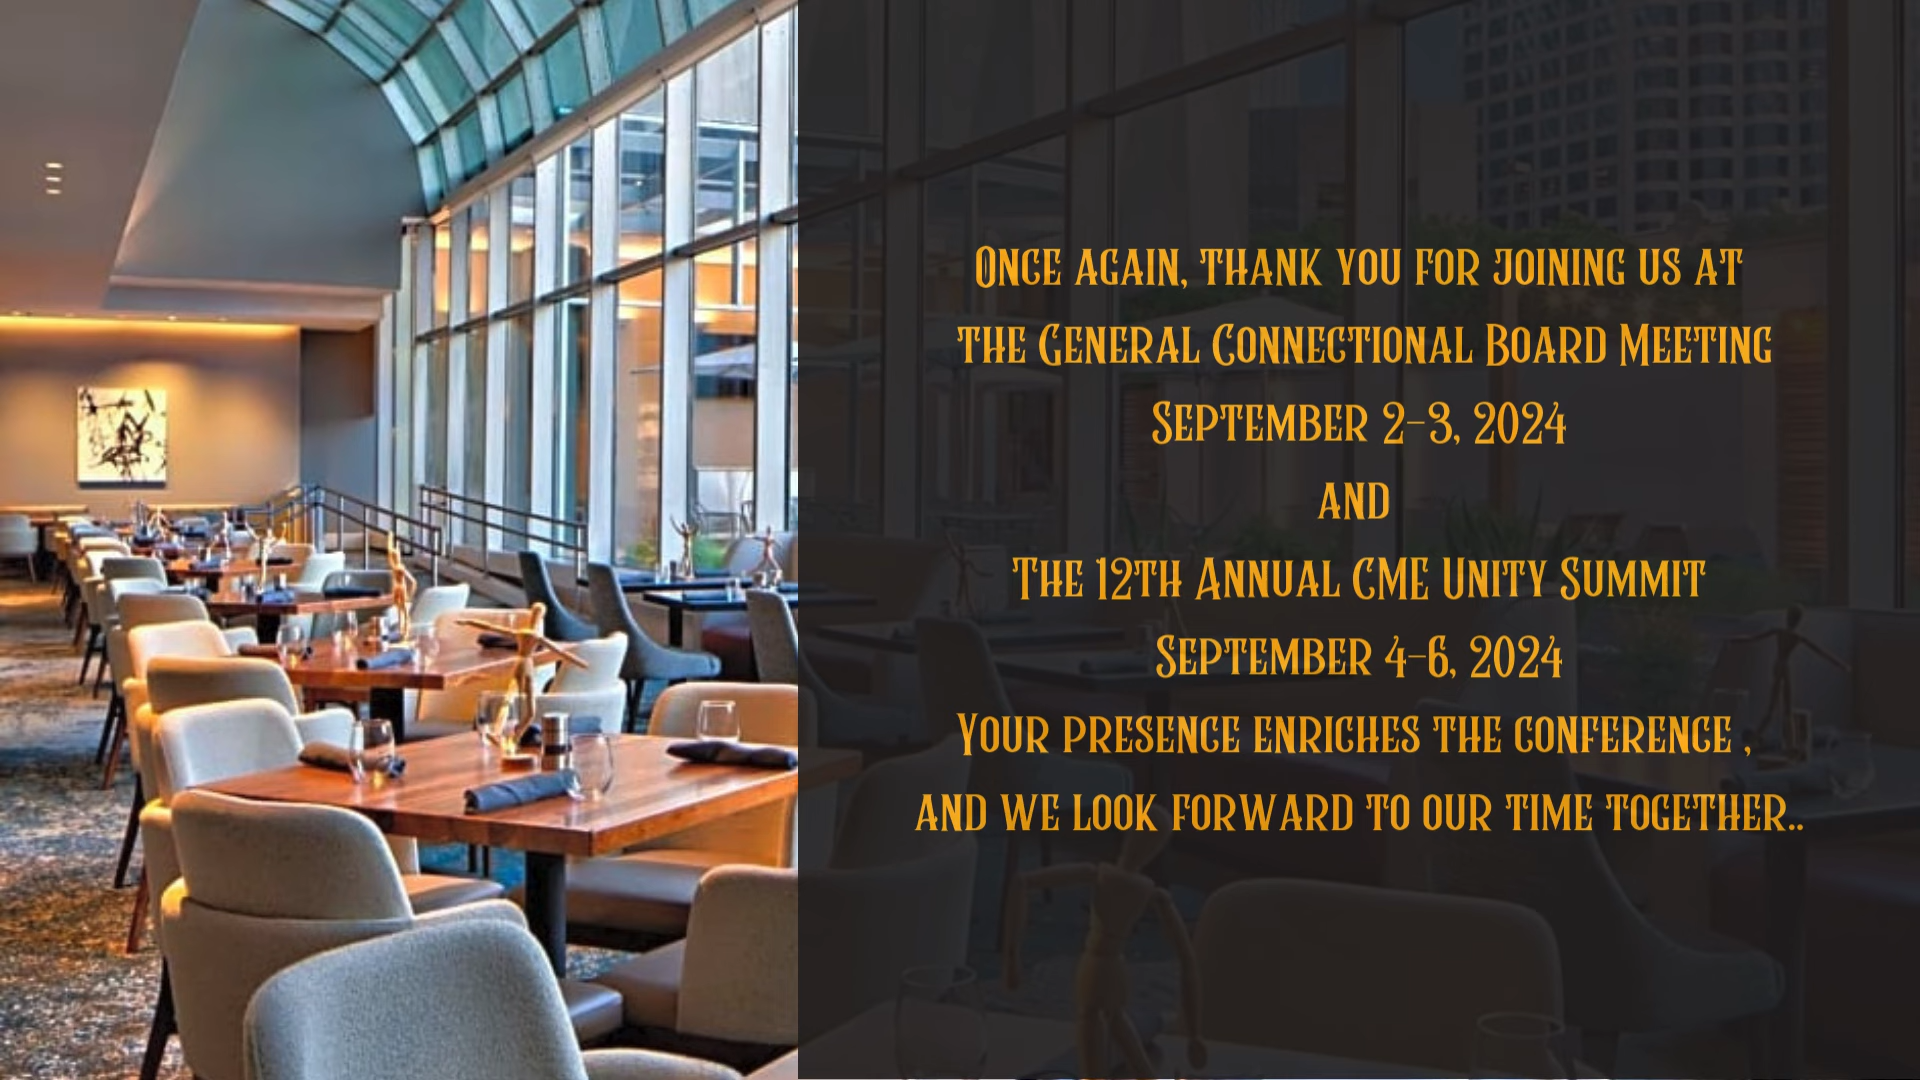 Once again, thank you for joining us at
the General Connectional Board Meeting
September 2-3, 2024
and
The 12th Annual CME Unity Summit
September 4-6, 2024
Your presence enriches the conference ,
and we look forward to our time together..